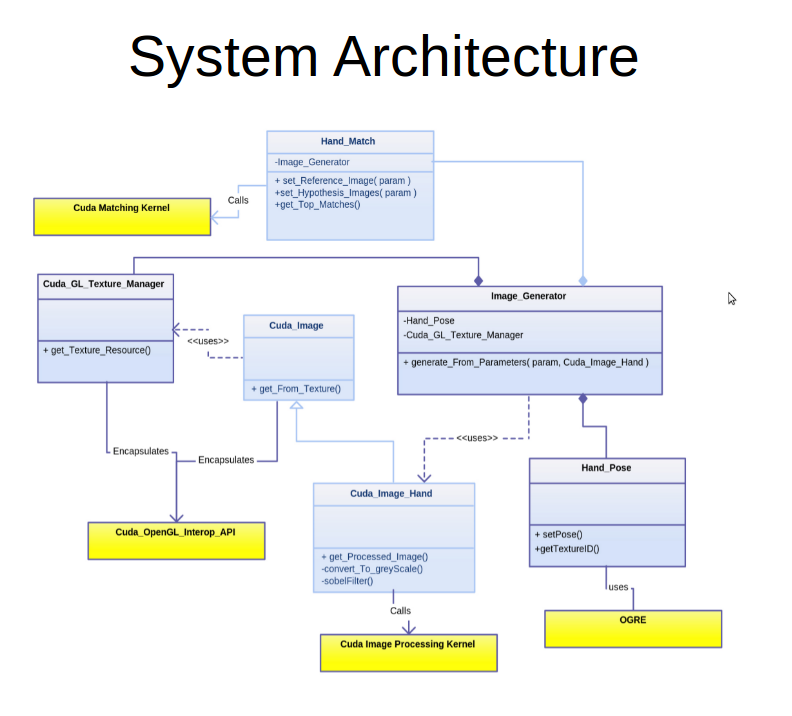 System Architecture
Hand_Match
-Image_Generator
+ set_Reference_Image( param )
+set_Hypothesis_Images( param )
+get_Top_Matches()
Calls
Cuda Matching Kernel
Cuda_GL_Texture_Manager
+ get_Texture_Resource()
Cuda_Image
<<uses>>
+ get_From_Texture()
Image_Generator
-Hand_Pose
-Cuda_GL_Texture_Manager
+ generate_From_Parameters( param, Cuda_Image_Hand )
Encapsulates
Encapsulates
<<uses>>
Cuda_OpenGL_Interop_API
Cuda_Image_Hand
+ get_Processed_Image()
-convert_To_greyScale()
-sobelFilter()
Hand_Pose
+ setPose()
+getTextureID()
uses
Calls
OGRE
Cuda Image Processing Kernel